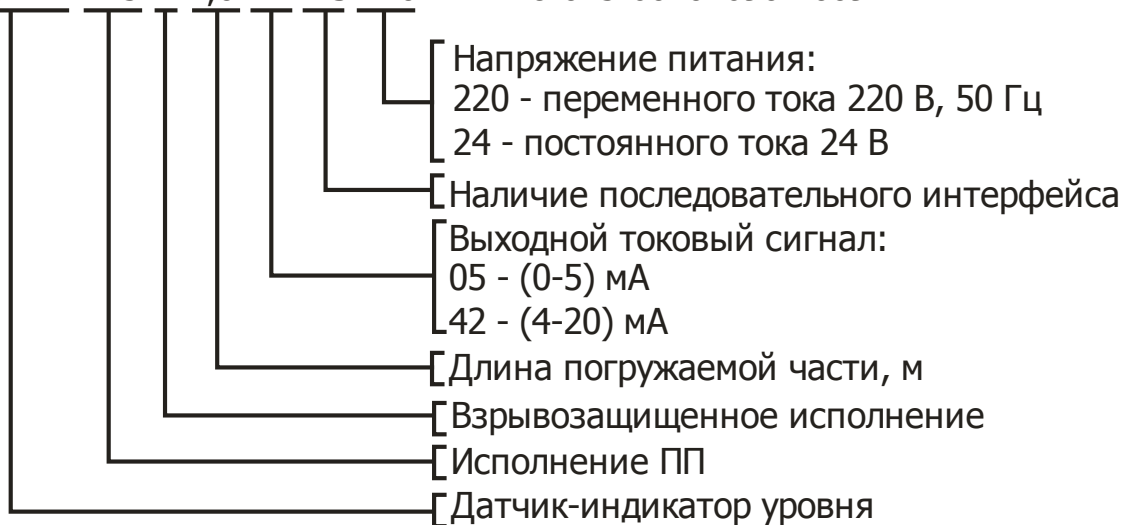 Напряжение питания:
220 - переменного тока 220 В, 50 Гц
24 - постоянного тока 24 В
Наличие последовательного интерфейса
Выходной токовый сигнал:
05 - (0-5) мА
42 - (4-20) мА
Длина погружаемой части, м
Взрывозащищенное исполнение
Исполнение ПП
Датчик-индикатор уровня